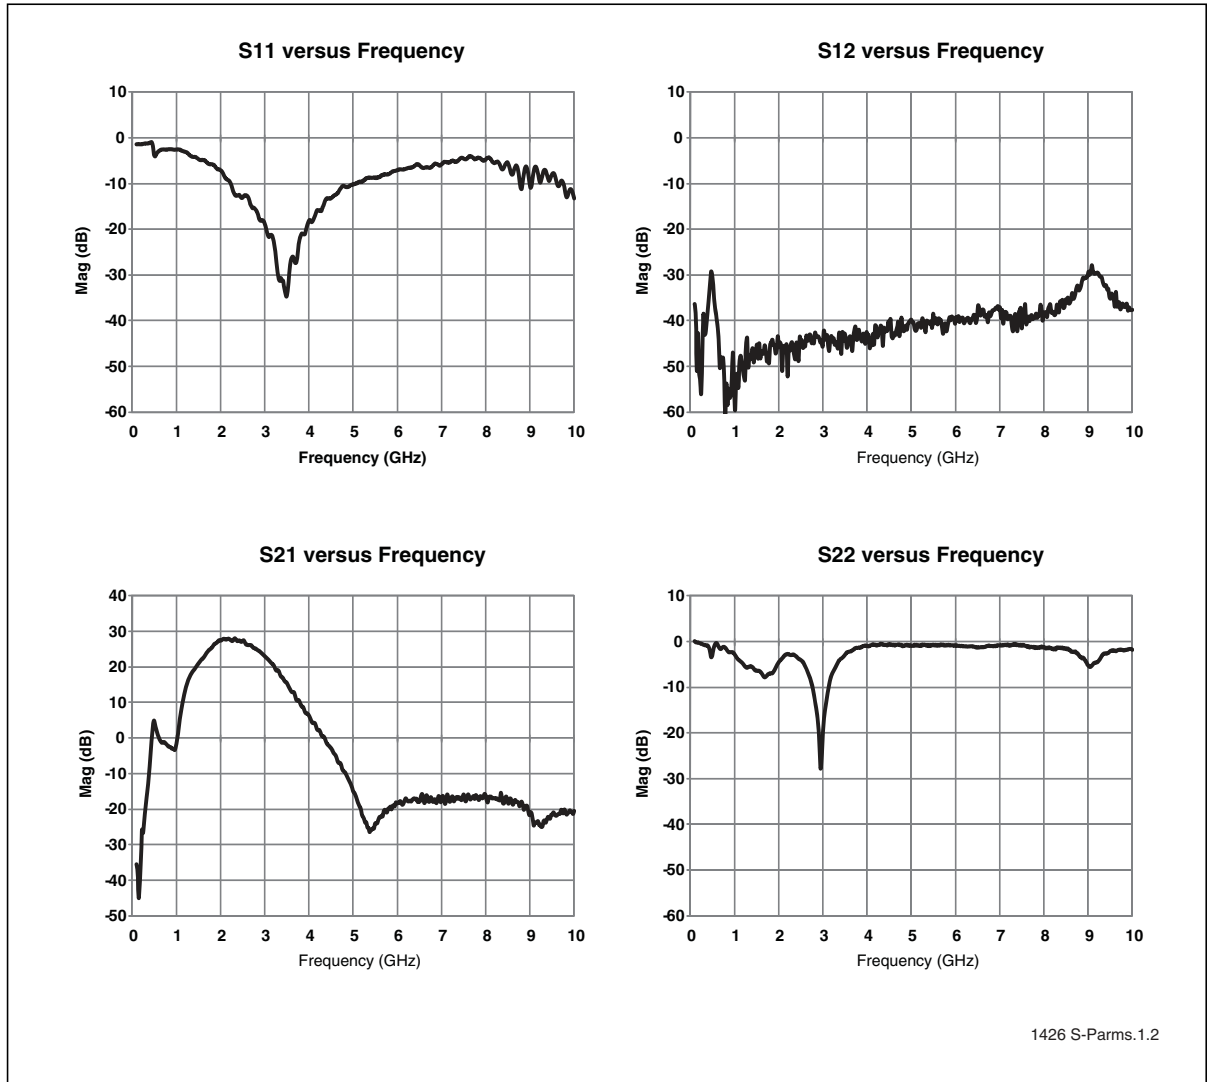 S11 versus Frequency
10
0
-10
-20
-30
-40
-50
-60
Mag (dB)
0 1 2 3 4 5 6 7 8 9 10
Frequency (GHz)
S12 versus Frequency
10
0
-10
-20
-30
-40
-50
-60
Mag (dB)
0 1 2 3 4 5 6 7 8 9 10
Frequency (GHz)
S21 versus Frequency
40
30
20
10
0
-10
-20
-30
-40
-50
Mag (dB)
0 1 2 3 4 5 6 7 8 9 10
Frequency (GHz)
S22 versus Frequency
10
0
-10
-20
-30
-40
-50
-60
Mag (dB)
0 1 2 3 4 5 6 7 8 9 10
Frequency (GHz)
1426 S-Parms.1.2